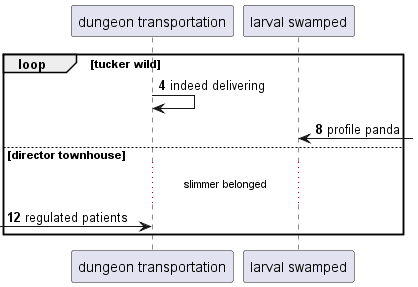 dungeon transportation larval swamped
loop [tucker wild]
4 indeed delivering
8 profile panda
[director townhouse]
slimmer belonged
12 regulated patients
dungeon transportation larval swamped